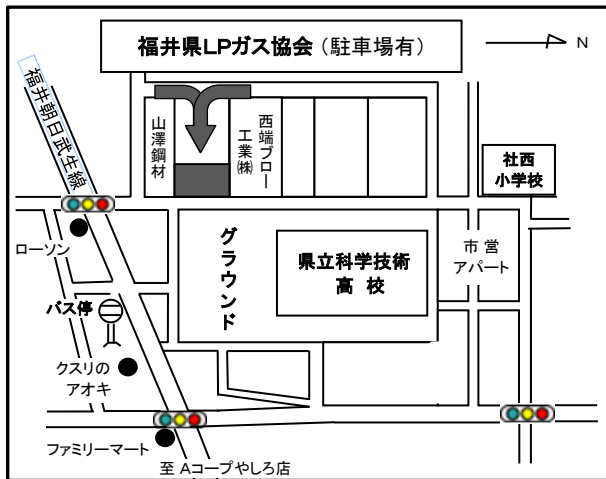 福井県LPガス協会（駐車場有）
N
福井朝日武生線
山澤鋼材
西端ブロー
工業㈱
社西
小学校
ローソン
グラウンド
県立科学技術
高 校
市 営
アパート
バス停
クスリの
アオキ
ファミリーマート
至 Aコープやしろ店